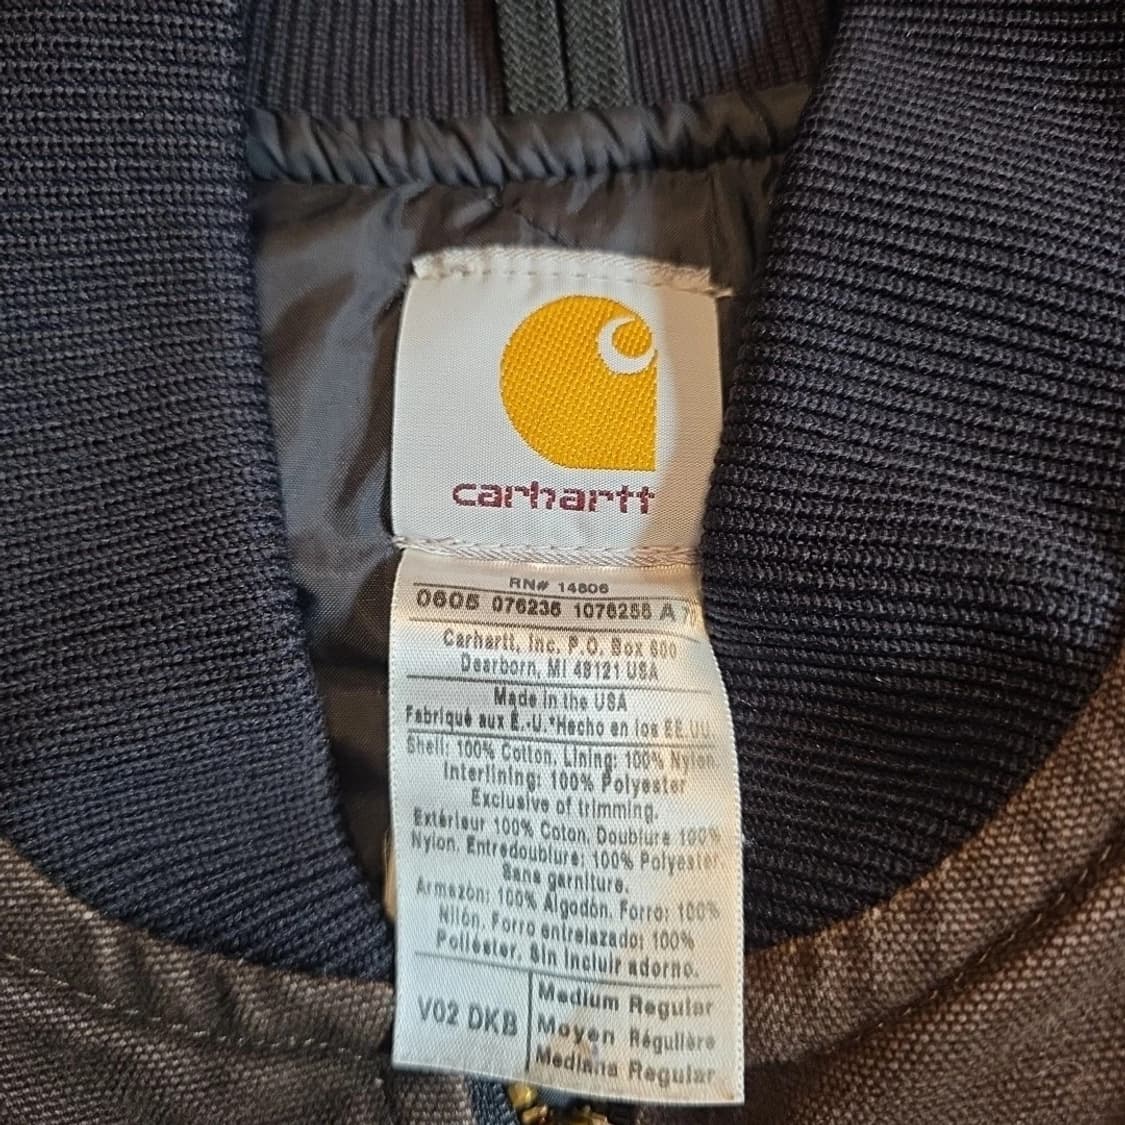 carhartt
RN# 14806
0605 076236 1076255 A
Carhartt, Inc. P.O. Box 600
Dearborn, MI 48121 USA
Made in the USA
Fabriqué aux É.-U.*Hecho en los EE.UU.
Shell: 100% Cotton, Lining: 100% Nylon.
Interlining: 100% Polyester
Exclusive of trimming.
Extérieur 100% Coton, Doublure 100%
Nylon. Entredoublure: 100% Polyester
Sans garniture.
Armazón: 100% Algodón. Forro: 100%
Nilón. Forro entrelazado: 100%
Poliéster. Sin incluir adorno.
V02 DKB
Medium Regular
Moyen Régulière
Mediana Regular